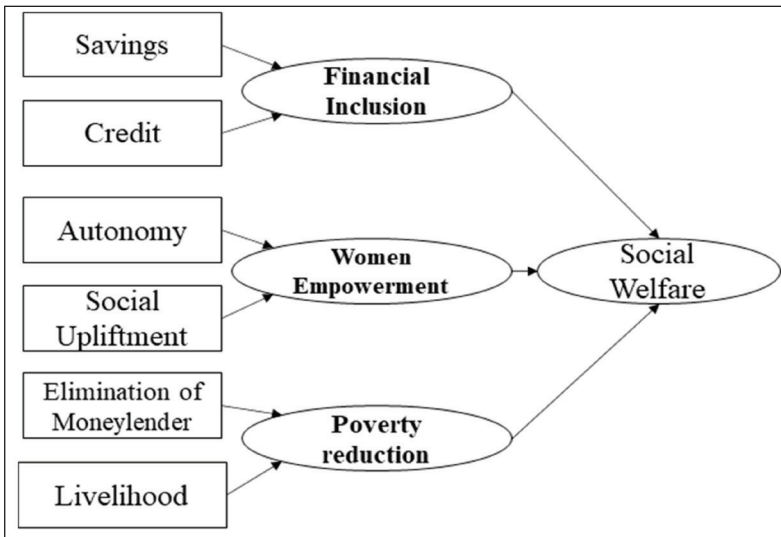 Savings
Credit
Autonomy
Social
Upliftment
Elimination of
Moneylender
Livelihood
Financial
Inclusion
Women
Empowerment
Poverty
reduction
Social
Welfare